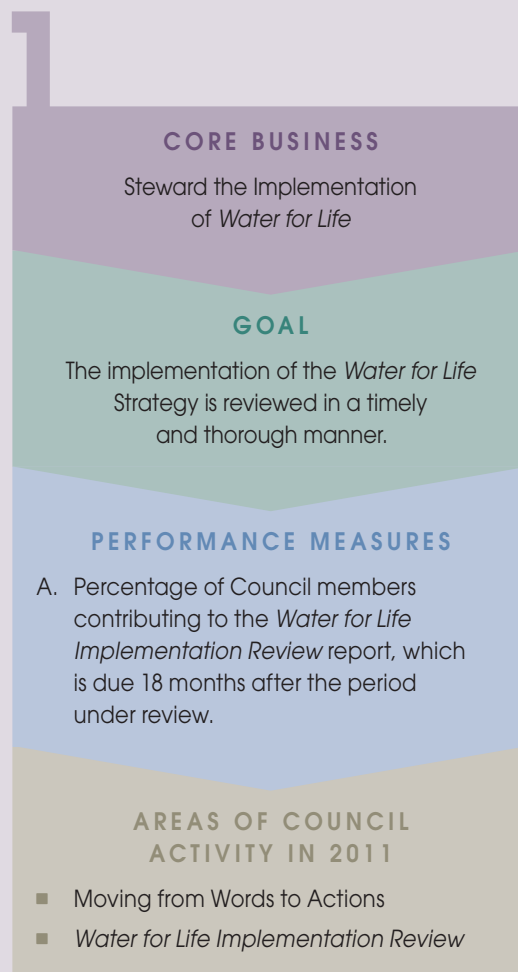 1
CORE BUSINESS
Steward the Implementation
of Water for Life
GOAL
The implementation of the Water for Life
Strategy is reviewed in a timely
and thorough manner.
PERFORMANCE MEASURES
A. Percentage of Council members
contributing to the Water for Life
Implementation Review report, which
is due 18 months after the period
under review.
AREAS OF COUNCIL
ACTIVITY IN 2011
■ Moving from Words to Actions
■ Water for Life Implementation Review